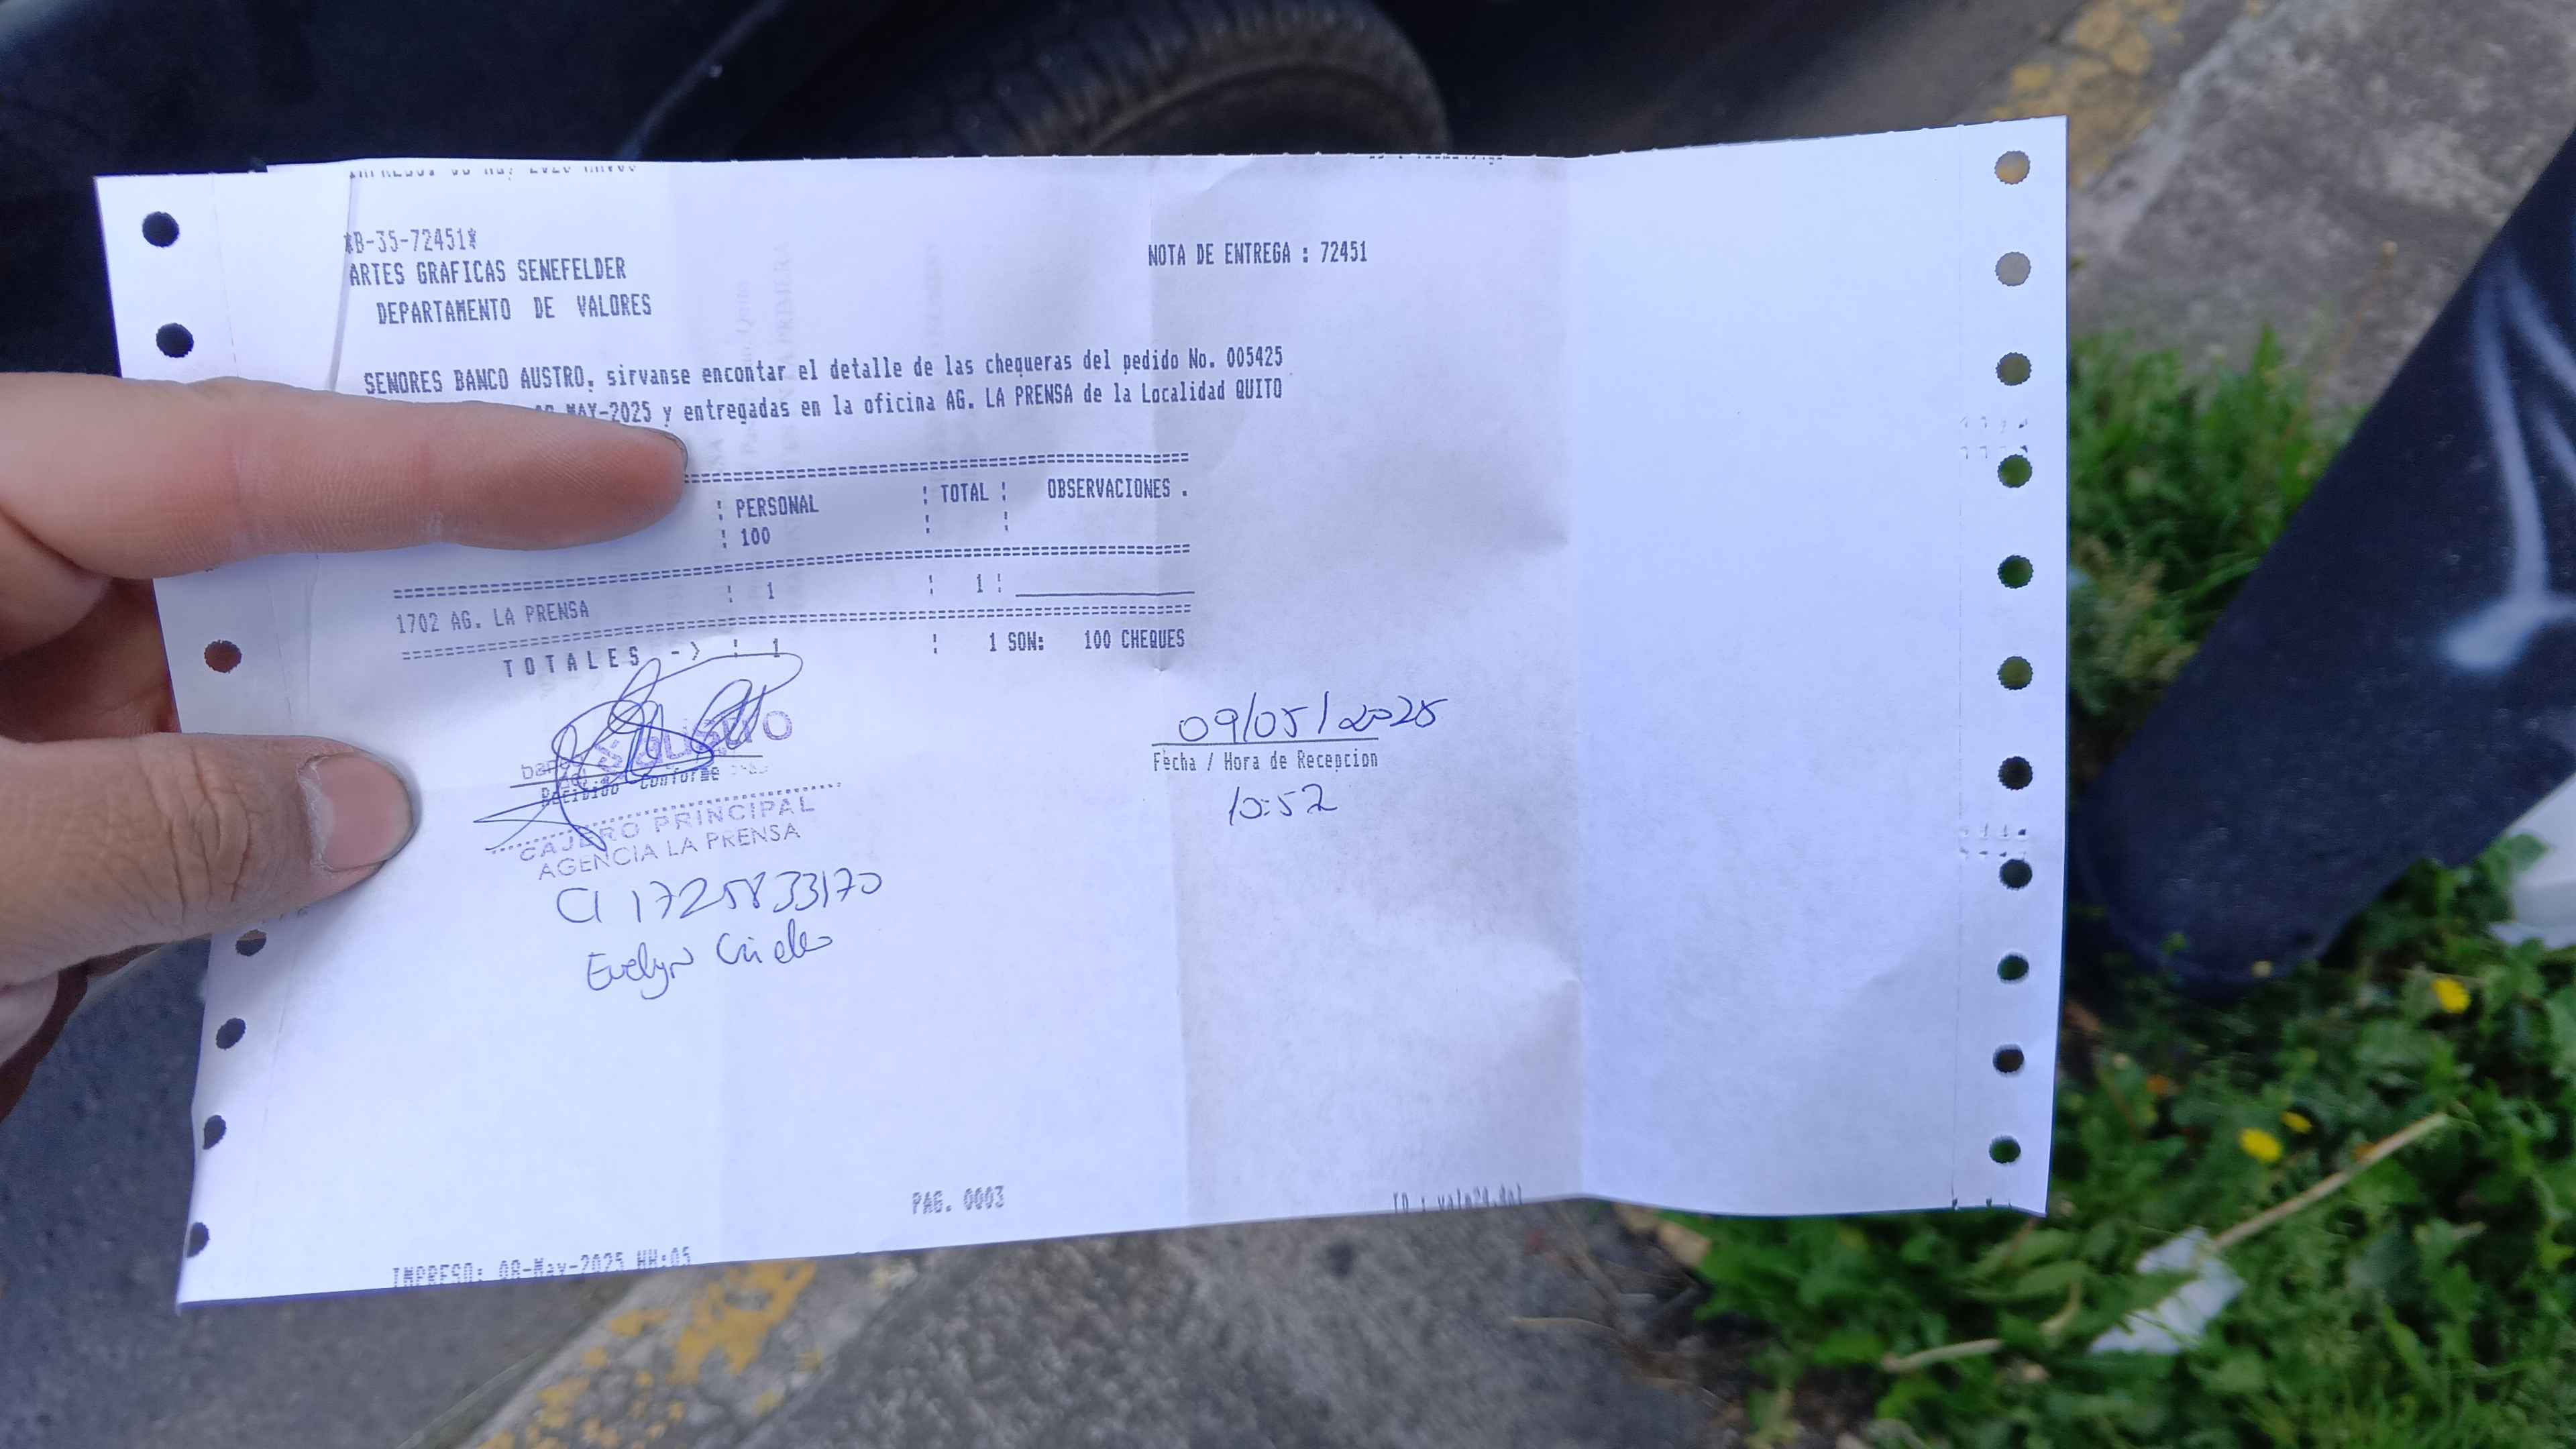 *B-35-72451*
ARTES GRAFICAS SENEFELDER
DEPARTAMENTO DE VALORES
NOTA DE ENTREGA : 72451
SENORES BANCO AUSTRO, sirvanse encontar el detalle de las chequeras del pedido No. 005425
MAY-2025 y entregadas en la oficina AG. LA PRENSA de la Localidad QUITO
: PERSONAL : TOTAL : OBSERVACIONES .
: 100 : :
1702 AG. LA PRENSA : 1 : 1 :
TOTALES -> : 1 : 1 SON: 100 CHEQUES
09/05/2025
Recibido Conforme
Fecha / Hora de Recepcion
10:52
CAJERO PRINCIPAL
AGENCIA LA PRENSA
CI 1725833170
Evelyn
PAG. 0003
IMPRESO: 08-May-2025 HH:05